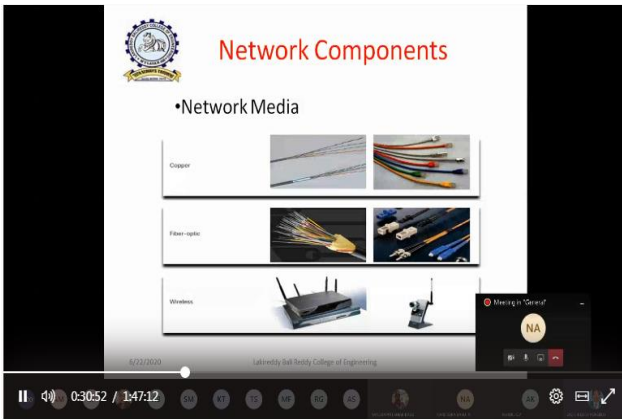 Network Components
•Network Media
Copper
Fiber-optic
Wireless
Meeting in "General"
NA
6/22/2020
Lakireddy Bali Reddy College of Engineering
0:30:52 / 1:47:12
SM
KT
TS
MF
RG
AS
NA
AK